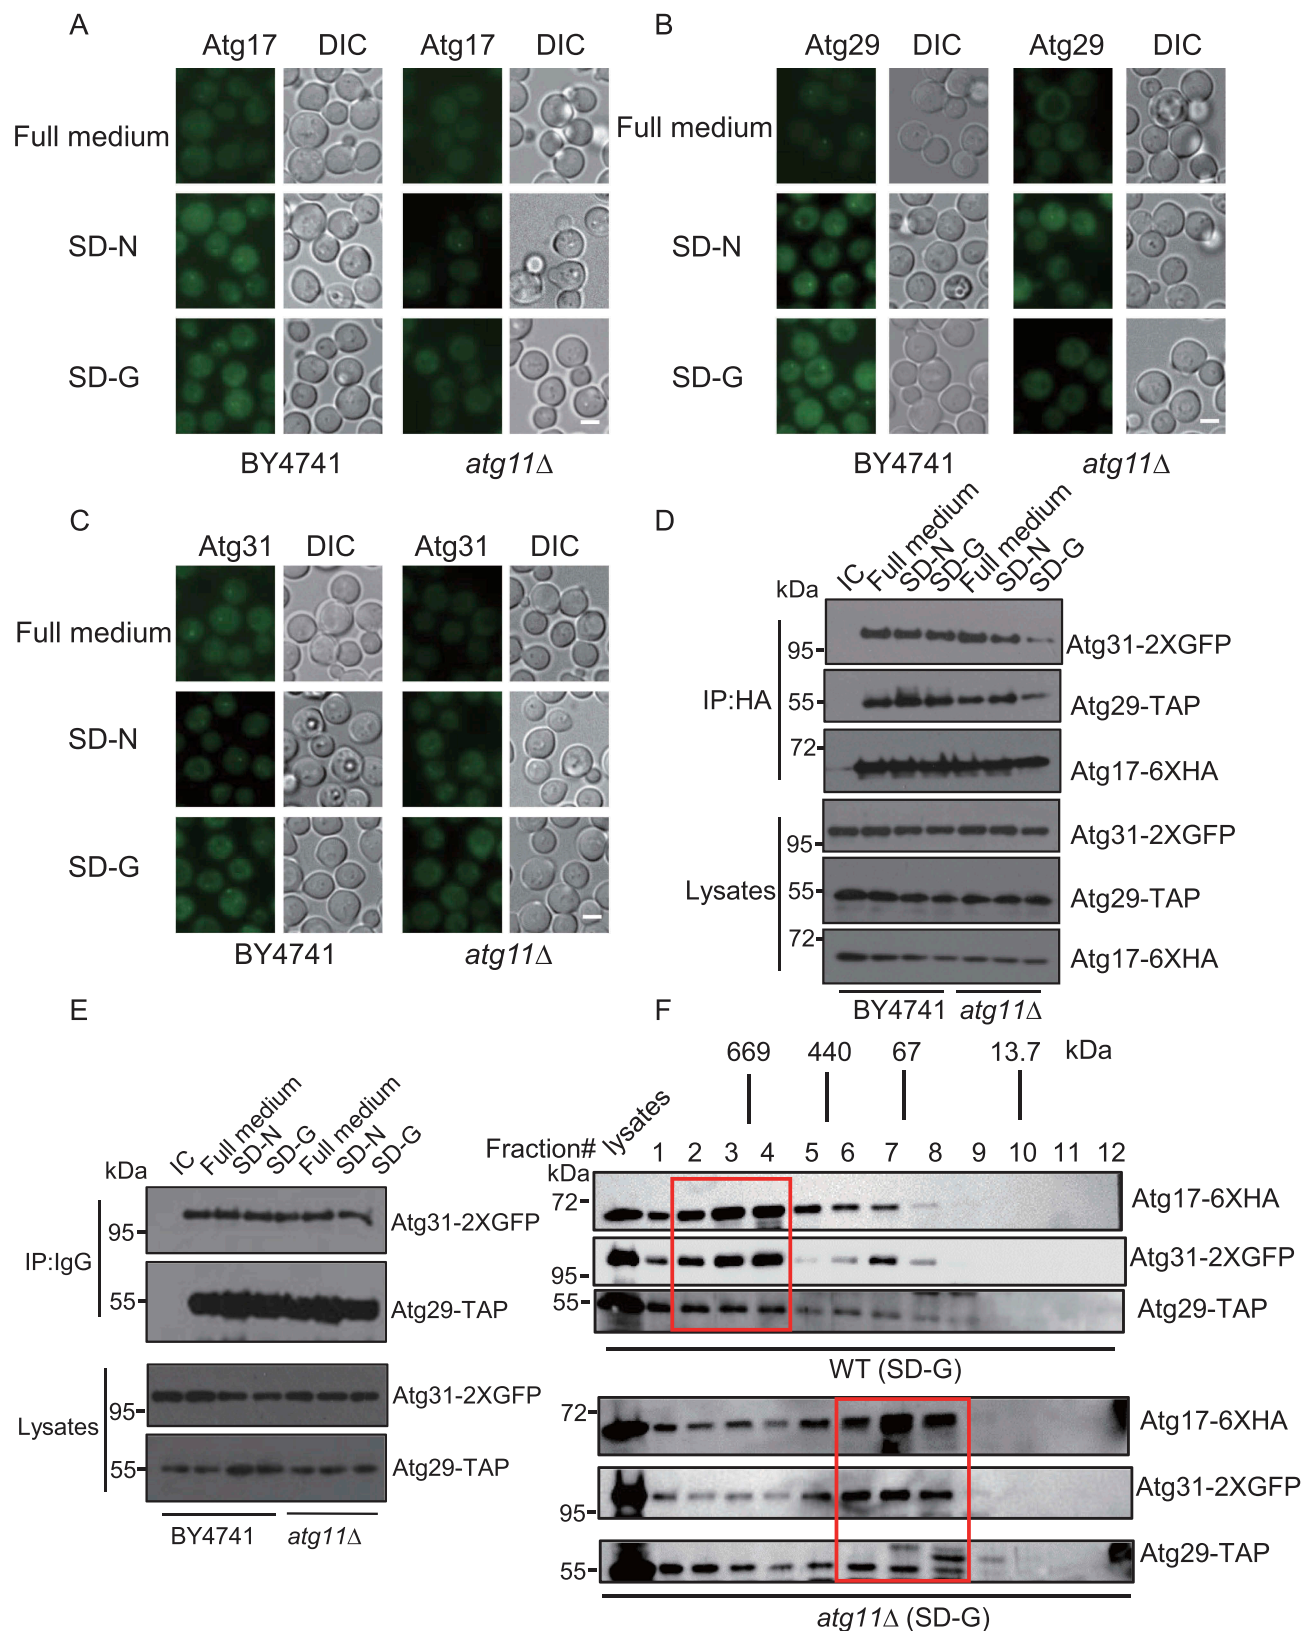 A
Atg17 DIC Atg17 DIC
Full medium
SD-N
SD-G
BY4741 atg11Δ
B
Atg29 DIC Atg29 DIC
Full medium
SD-N
SD-G
BY4741 atg11Δ
C
Atg31 DIC Atg31 DIC
Full medium
SD-N
SD-G
BY4741 atg11Δ
D
IC Full medium SD-N SD-G Full medium SD-N SD-G
kDa
IP:HA
95 Atg31-2XGFP
55 Atg29-TAP
72 Atg17-6XHA
Lysates
95 Atg31-2XGFP
55 Atg29-TAP
72 Atg17-6XHA
BY4741 atg11Δ
E
IC Full medium SD-N SD-G Full medium SD-N SD-G
kDa
IP:IgG
95 Atg31-2XGFP
55 Atg29-TAP
Lysates
95 Atg31-2XGFP
55 Atg29-TAP
BY4741 atg11Δ
F
669 440 67 13.7 kDa
Fraction# lysates 1 2 3 4 5 6 7 8 9 10 11 12
kDa
72 Atg17-6XHA
95 Atg31-2XGFP
55 Atg29-TAP
WT (SD-G)
72 Atg17-6XHA
95 Atg31-2XGFP
55 Atg29-TAP
atg11Δ (SD-G)